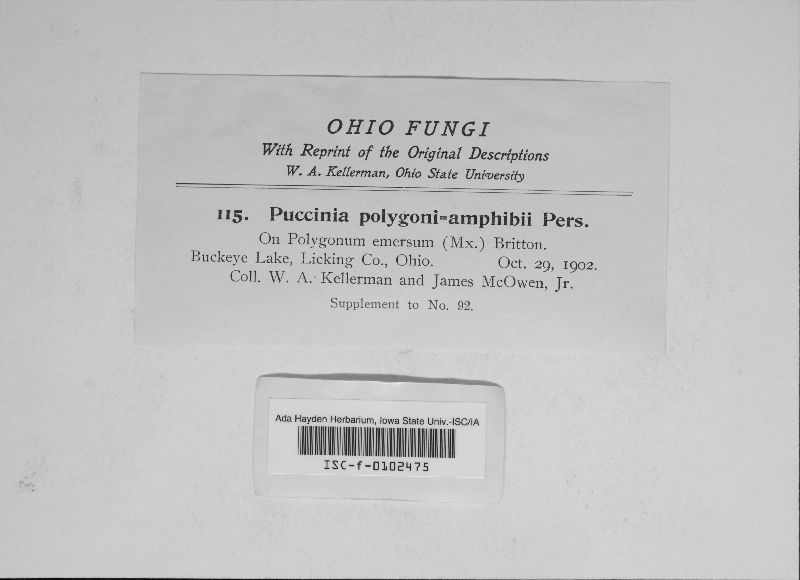 OHIO FUNGI
With Reprint of the Original Descriptions
W. A. Kellerman, Ohio State University
115. Puccinia polygoni-amphibii Pers.
On Polygonum emersum (Mx.) Britton.
Buckeye Lake, Licking Co., Ohio. Oct. 29, 1902.
Coll. W. A. Kellerman and James McOwen, Jr.
Supplement to No. 92.
Ada Hayden Herbarium, Iowa State Univ.-ISC/IA
ISC-f-0102475